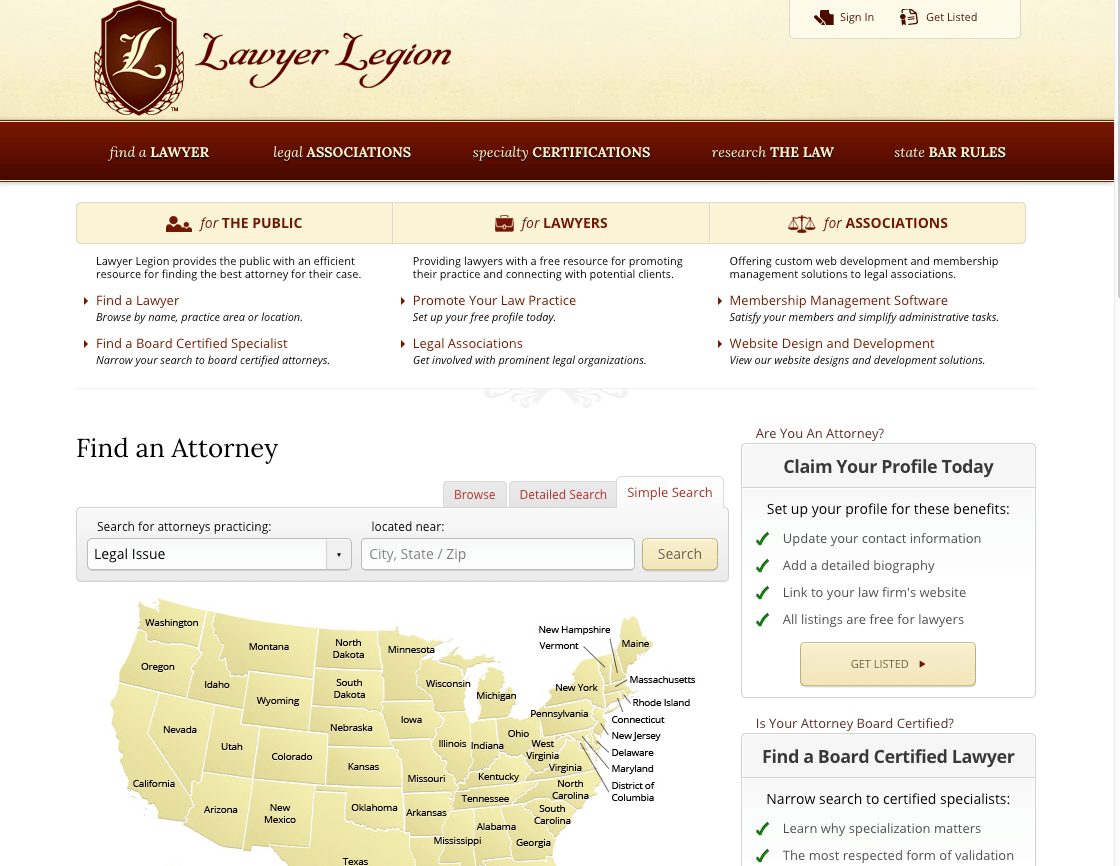 Sign In
Get Listed
L
Lawyer Legion
TM
find a LAWYER
legal ASSOCIATIONS
specialty CERTIFICATIONS
research THE LAW
state BAR RULES
for THE PUBLIC
for LAWYERS
for ASSOCIATIONS
Lawyer Legion provides the public with an efficient
resource for finding the best attorney for their case.
Find a Lawyer
Browse by name, practice area or location.
Find a Board Certified Specialist
Narrow your search to board certified attorneys.
Providing lawyers with a free resource for promoting
their practice and connecting with potential clients.
Promote Your Law Practice
Set up your free profile today.
Legal Associations
Get involved with prominent legal organizations.
Offering custom web development and membership
management solutions to legal associations.
Membership Management Software
Satisfy your members and simplify administrative tasks.
Website Design and Development
View our website designs and development solutions.
Find an Attorney
Browse
Detailed Search
Simple Search
Search for attorneys practicing:
located near:
Legal Issue
City, State / Zip
Search
Washington
Montana
North
Dakota
Minnesota
New Hampshire
Vermont
Maine
Oregon
Idaho
Wyoming
South
Dakota
Wisconsin
Michigan
New York
Massachusetts
Rhode Island
Connecticut
New Jersey
Delaware
Maryland
District of
Columbia
Nevada
Utah
Colorado
Nebraska
Iowa
Illinois
Indiana
Ohio
Pennsylvania
West
Virginia
Virginia
California
Kansas
Missouri
Kentucky
North
Carolina
Arizona
New
Mexico
Oklahoma
Arkansas
Tennessee
South
Carolina
Mississippi
Alabama
Georgia
Texas
Are You An Attorney?
Claim Your Profile Today
Set up your profile for these benefits:
Update your contact information
Add a detailed biography
Link to your law firm's website
All listings are free for lawyers
GET LISTED
Is Your Attorney Board Certified?
Find a Board Certified Lawyer
Narrow search to certified specialists:
Learn why specialization matters
The most respected form of validation